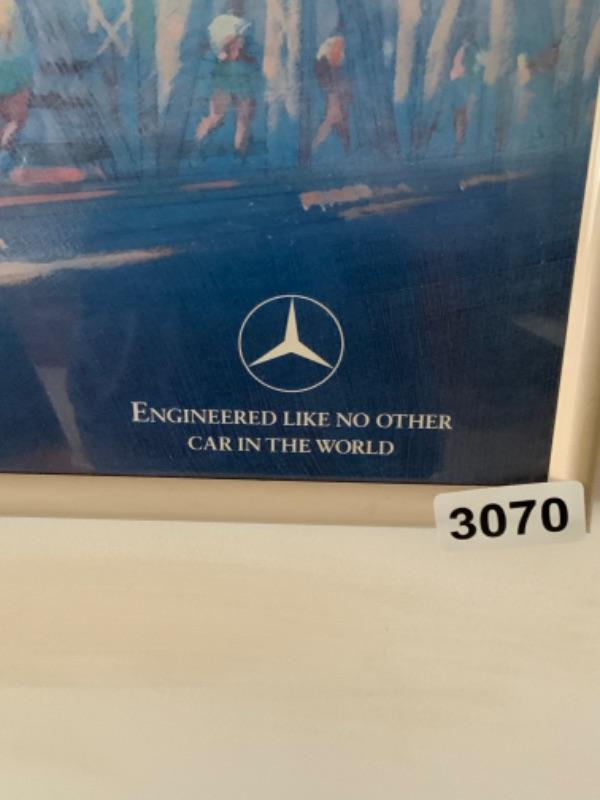 ENGINEERED LIKE NO OTHER
CAR IN THE WORLD
3070